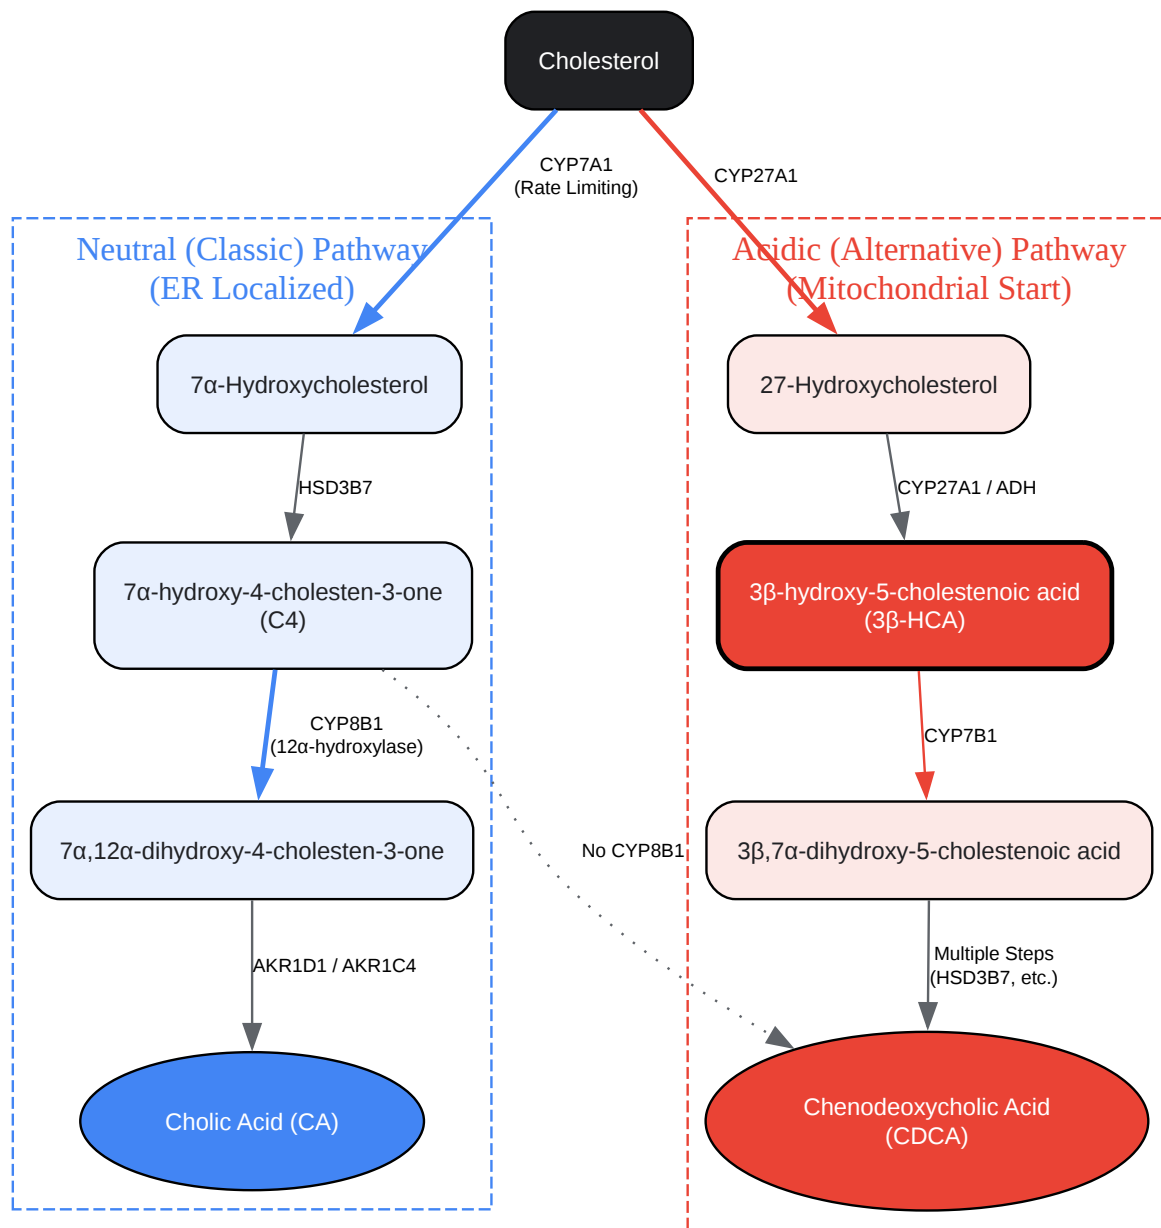 Cholesterol
CYP7A1
(Rate Limiting)
CYP27A1
Neutral (Classic) Pathway
(ER Localized)
Acidic (Alternative) Pathway
(Mitochondrial Start)
7α-Hydroxycholesterol
27-Hydroxycholesterol
HSD3B7
CYP27A1 / ADH
7α-hydroxy-4-cholesten-3-one
(C4)
3β-hydroxy-5-cholestenoic acid
(3β-HCA)
CYP8B1
(12α-hydroxylase)
CYP7B1
7α,12α-dihydroxy-4-cholesten-3-one
No CYP8B1
3β,7α-dihydroxy-5-cholestenoic acid
AKR1D1 / AKR1C4
Multiple Steps
(HSD3B7, etc.)
Cholic Acid (CA)
Chenodeoxycholic Acid
(CDCA)